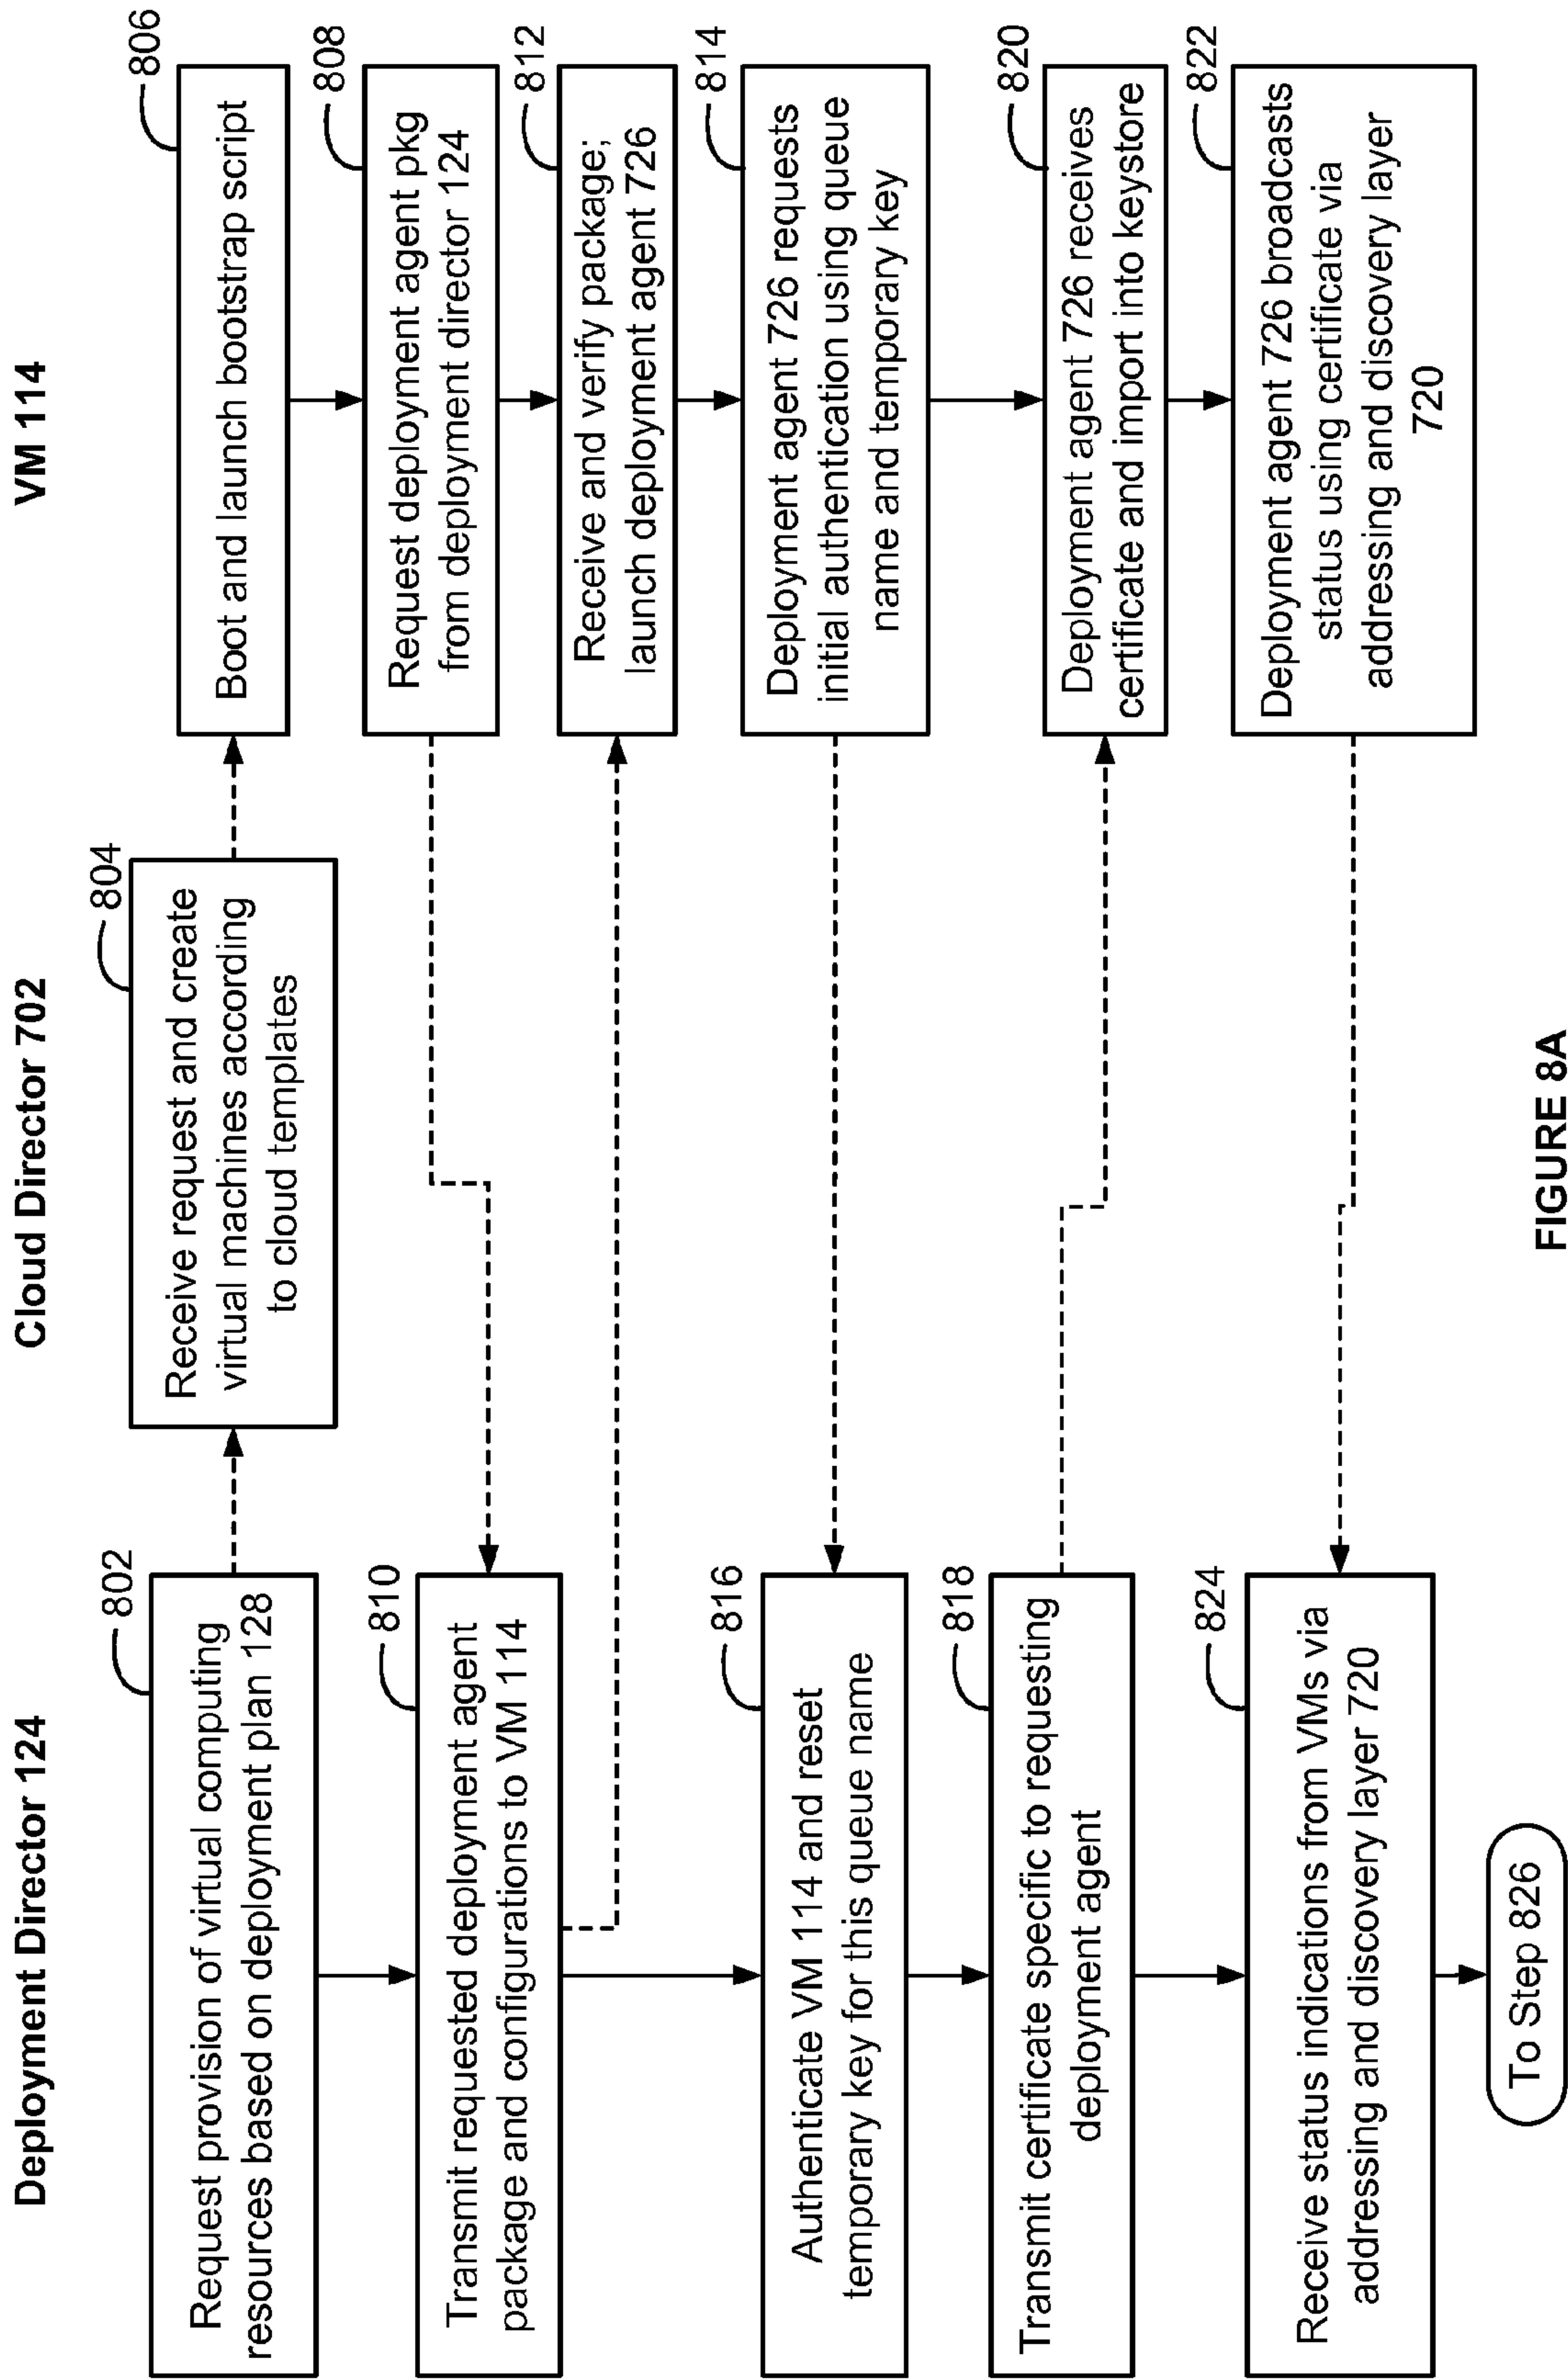 Deployment Director 124
Cloud Director 702
VM 114
802
Request provision of virtual computing
resources based on deployment plan 128
804
Receive request and create
virtual machines according
to cloud templates
806
Boot and launch bootstrap script
808
Request deployment agent pkg
from deployment director 124
810
Transmit requested deployment agent
package and configurations to VM 114
812
Receive and verify package;
launch deployment agent 726
814
Deployment agent 726 requests
initial authentication using queue
name and temporary key
816
Authenticate VM 114 and reset
temporary key for this queue name
818
Transmit certificate specific to requesting
deployment agent
820
Deployment agent 726 receives
certificate and import into keystore
822
Deployment agent 726 broadcasts
status using certificate via
addressing and discovery layer
720
824
Receive status indications from VMs via
addressing and discovery layer 720
To Step 826
FIGURE 8A